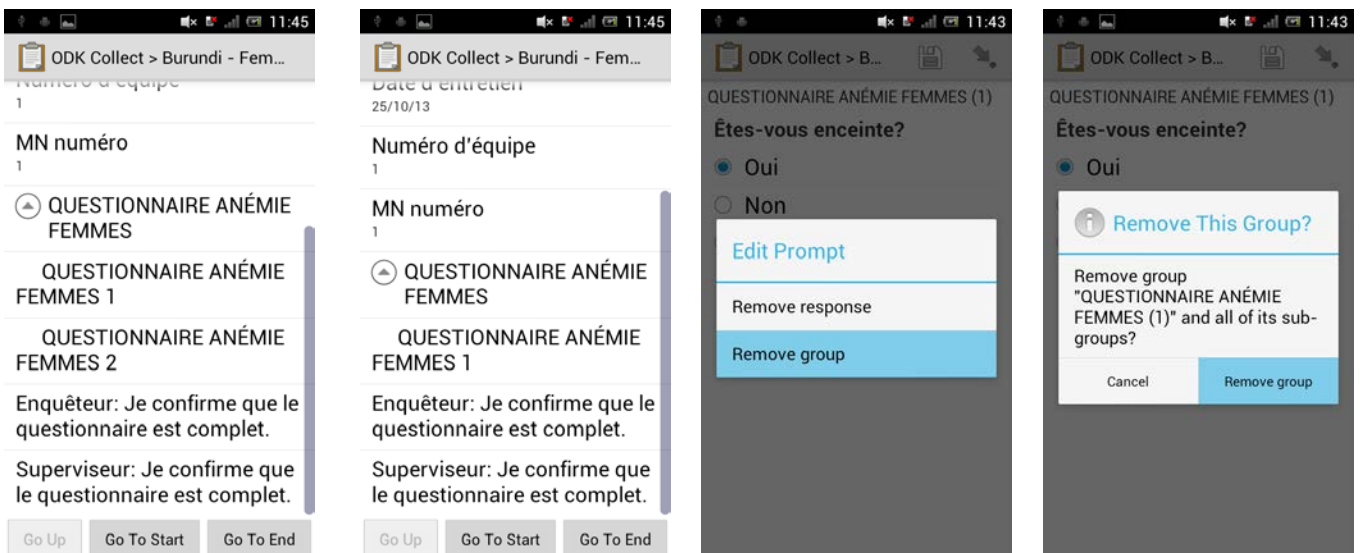 11:45
ODK Collect > Burundi - Fem...
Numéro d'équipe
1
MN numéro
1
QUESTIONNAIRE ANÉMIE
FEMMES
QUESTIONNAIRE ANÉMIE
FEMMES 1
QUESTIONNAIRE ANÉMIE
FEMMES 2
Enquêteur: Je confirme que le
questionnaire est complet.
Superviseur: Je confirme que
le questionnaire est complet.
Go Up Go To Start Go To End
11:45
ODK Collect > Burundi - Fem...
Date d'entretien
25/10/13
Numéro d'équipe
1
MN numéro
1
QUESTIONNAIRE ANÉMIE
FEMMES
QUESTIONNAIRE ANÉMIE
FEMMES 1
Enquêteur: Je confirme que le
questionnaire est complet.
Superviseur: Je confirme que
le questionnaire est complet.
Go Up Go To Start Go To End
11:43
ODK Collect > B...
QUESTIONNAIRE ANÉMIE FEMMES (1)
Êtes-vous enceinte?
Oui
Non
Edit Prompt
Remove response
Remove group
11:43
ODK Collect > B...
QUESTIONNAIRE ANÉMIE FEMMES (1)
Êtes-vous enceinte?
Oui
Remove This Group?
Remove group
"QUESTIONNAIRE ANÉMIE
FEMMES (1)" and all of its sub-
groups?
Cancel Remove group